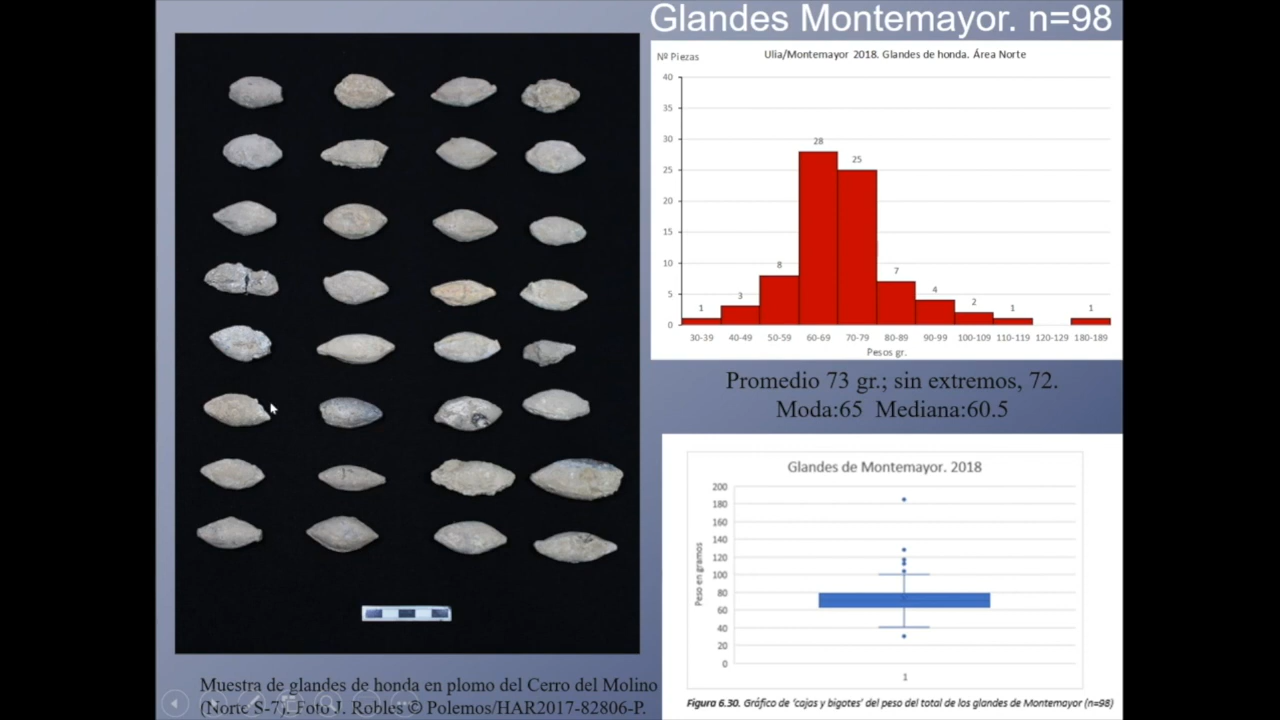 Glandes Montemayor. n=98
Nº Piezas
Ulia/Montemayor 2018. Glandes de honda. Área Norte
40
35
30
25
20
15
10
5
0
1
3
8
28
25
7
4
2
1
1
30-39 40-49 50-59 60-69 70-79 80-89 90-99 100-109 110-119 120-129 180-189
Pesos gr.
Promedio 73 gr.; sin extremos, 72.
Moda:65 Mediana:60.5
Glandes de Montemayor. 2018
Peso en gramos
200
180
160
140
120
100
80
60
40
20
0
1
Figura 6.30. Gráfico de 'cajas y bigotes' del peso del total de los glandes de Montemayor (n=98)
Muestra de glandes de honda en plomo del Cerro del Molino
(Norte S-7). Foto J. Robles © Polemos/HAR2017-82806-P.